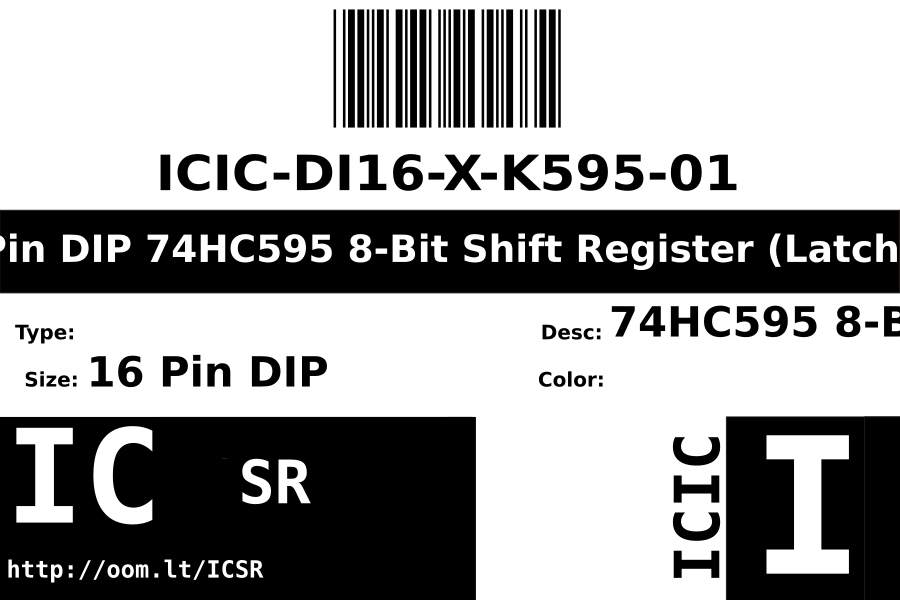 ICIC-DI16-X-K595-01
Pin DIP 74HC595 8-Bit Shift Register (Latch
Type:
Desc: 74HC595 8-B
Size: 16 Pin DIP
Color:
IC SR
http://oom.lt/ICSR
ICIC
I